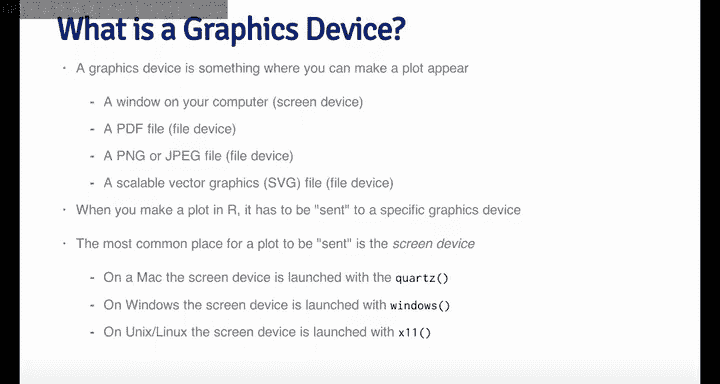 What is a Graphics Device?
· A graphics device is something where you can make a plot appear
- A window on your computer (screen device)
- A PDF file (file device)
- A PNG or JPEG file (file device)
- A scalable vector graphics (SVG) file (file device)
· When you make a plot in R, it has to be "sent" to a specific graphics device
· The most common place for a plot to be "sent" is the screen device
- On a Mac the screen device is launched with the quartz()
- On Windows the screen device is launched with windows()
- On Unix/Linux the screen device is launched with x11()